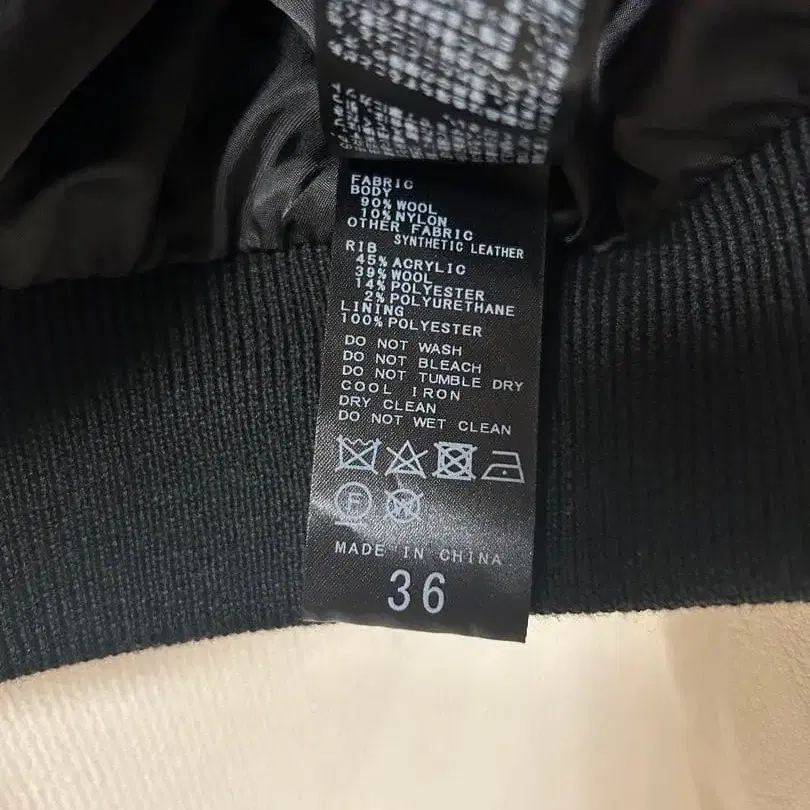 FABRIC
BODY
90% WOOL
10% NYLON
OTHER FABRIC
SYNTHETIC LEATHER
RIB
45% ACRYLIC
39% WOOL
14% POLYESTER
2% POLYURETHANE
LINING
100% POLYESTER
DO NOT WASH
DO NOT BLEACH
DO NOT TUMBLE DRY
COOL IRON
DRY CLEAN
DO NOT WET CLEAN
F W
MADE IN CHINA
36